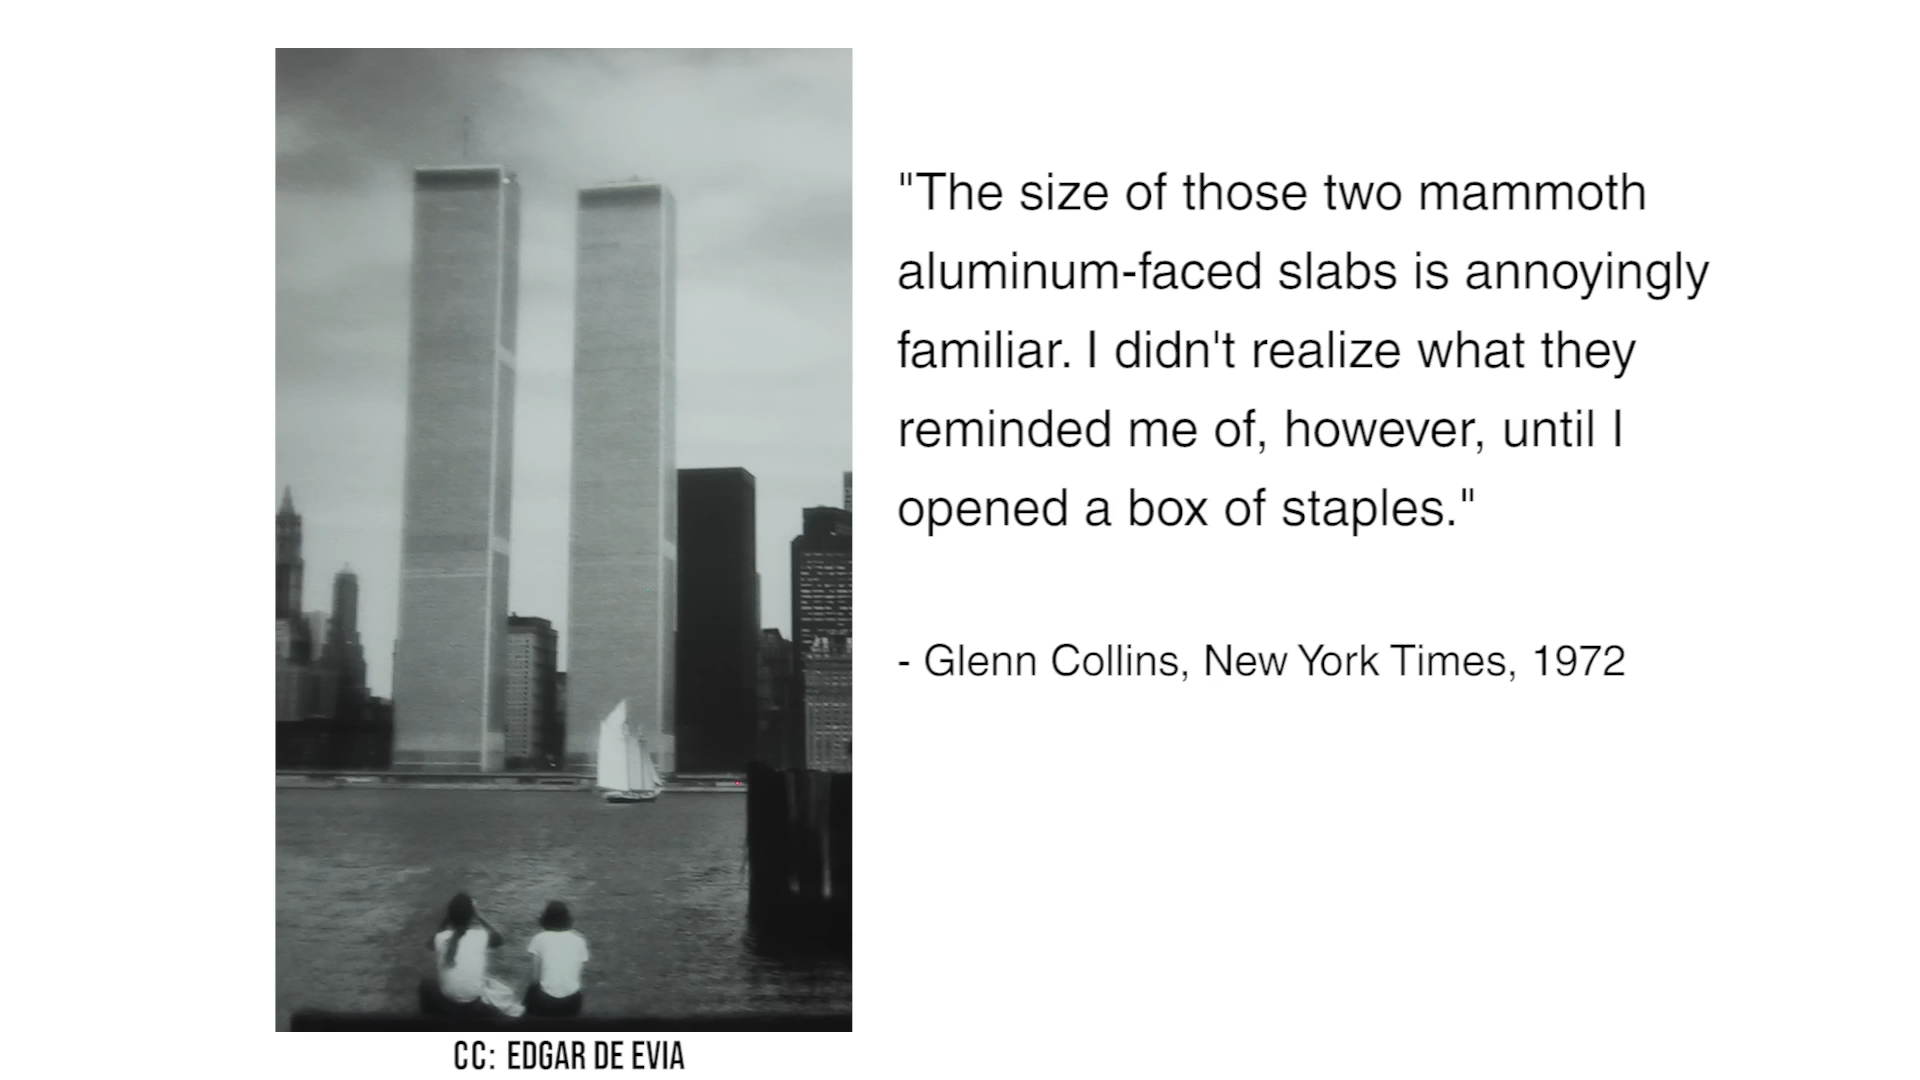 "The size of those two mammoth
aluminum-faced slabs is annoyingly
familiar. I didn't realize what they
reminded me of, however, until I
opened a box of staples."
- Glenn Collins, New York Times, 1972
CC: EDGAR DE EVIA